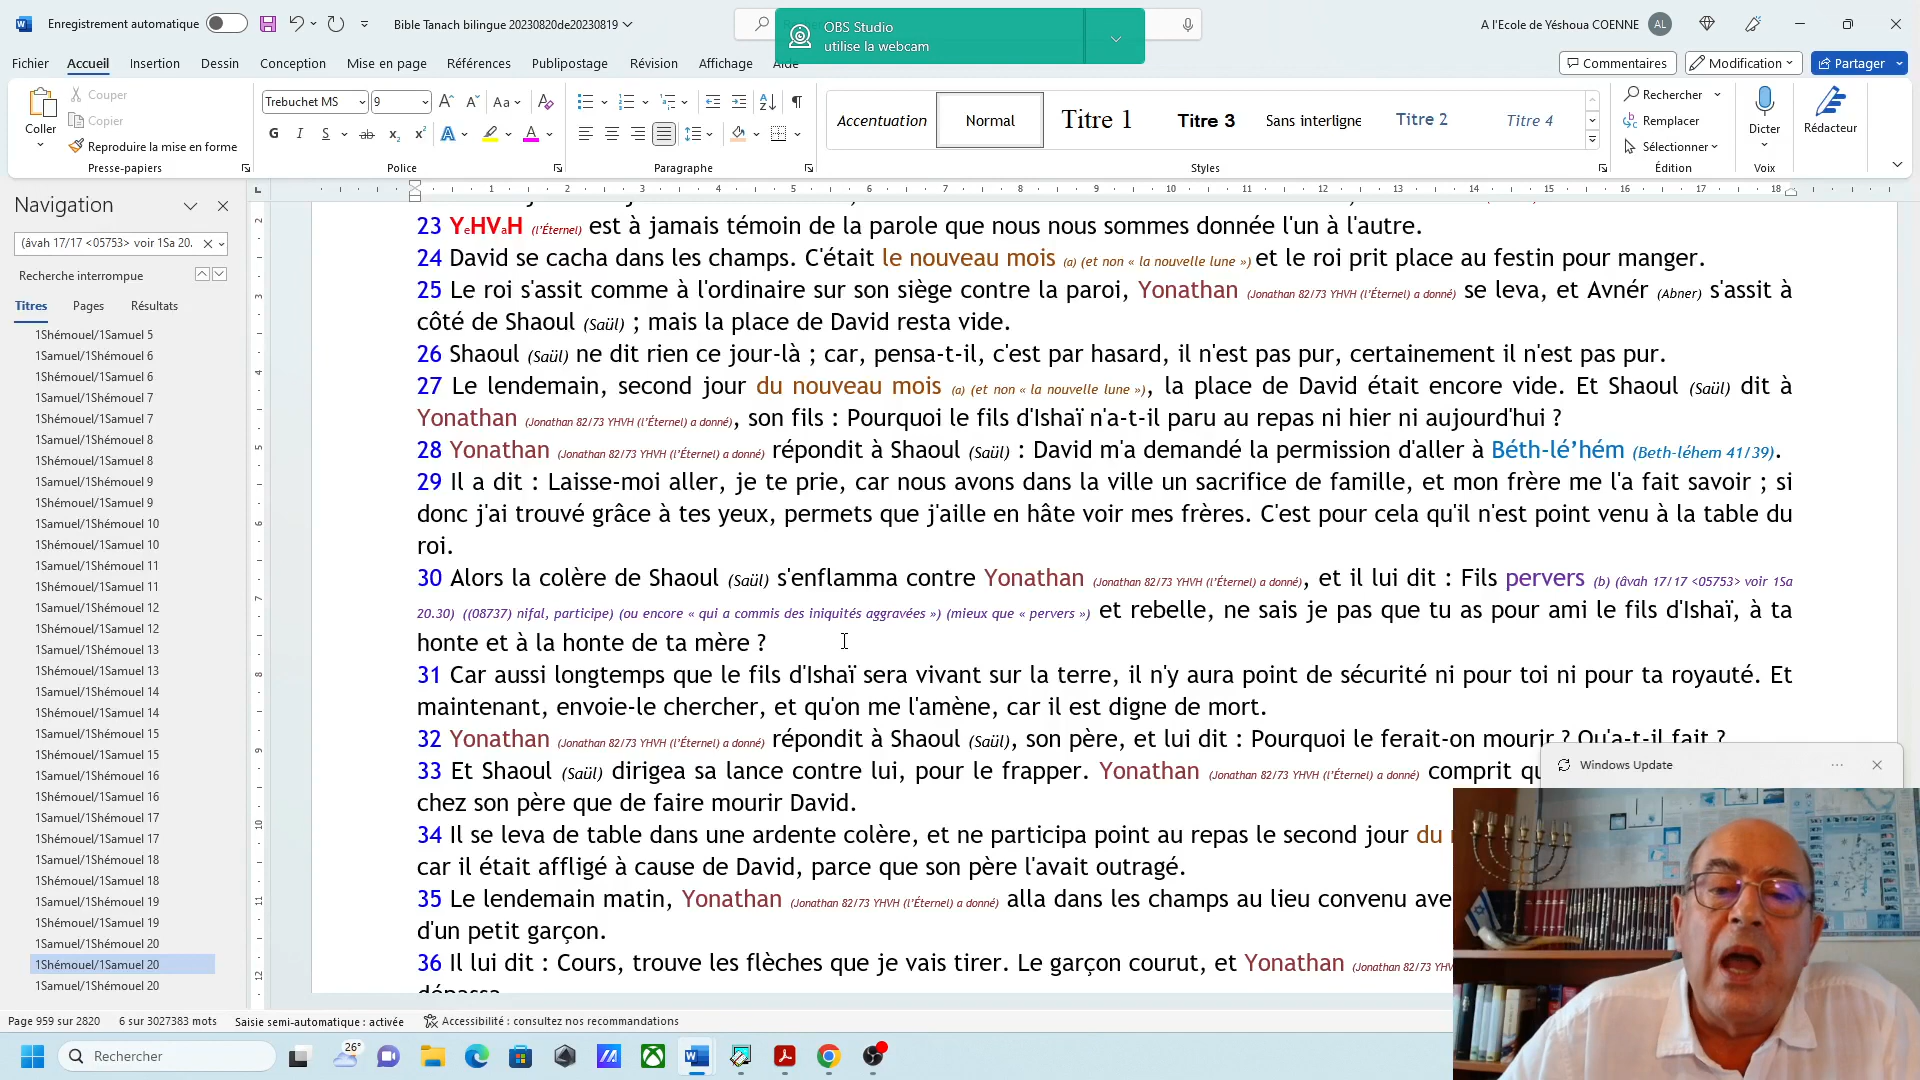 Enregistrement automatique
Bible Tanach bilingue 20230820de20230819
OBS Studio
utilise la webcam
A l'Ecole de Yéshoua COENNE
AL
Fichier Accueil Insertion Dessin Conception Mise en page Références Publipostage Révision Affichage Aide
Commentaires Modification Partager
Coller
Couper
Copier
Reproduire la mise en forme
Presse-papiers
Trebuchet MS 9
Police
Paragraphe
Accentuation Normal Titre 1 Titre 3 Sans interligne Titre 2 Titre 4
Styles
Rechercher
Remplacer
Sélectionner
Édition
Dicter
Voix
Rédacteur
Navigation
(âvah 17/17 <05753> voir 1Sa 20.
Recherche interrompue
Titres Pages Résultats
1Shémouel/1Samuel 5
1Samuel/1Shémouel 6
1Shémouel/1Samuel 6
1Samuel/1Shémouel 7
1Shémouel/1Samuel 7
1Samuel/1Shémouel 8
1Shémouel/1Samuel 8
1Samuel/1Shémouel 9
1Shémouel/1Samuel 9
1Samuel/1Shémouel 10
1Shémouel/1Samuel 10
1Samuel/1Shémouel 11
1Shémouel/1Samuel 11
1Samuel/1Shémouel 12
1Shémouel/1Samuel 12
1Samuel/1Shémouel 13
1Shémouel/1Samuel 13
1Samuel/1Shémouel 14
1Shémouel/1Samuel 14
1Samuel/1Shémouel 15
1Shémouel/1Samuel 15
1Samuel/1Shémouel 16
1Shémouel/1Samuel 16
1Samuel/1Shémouel 17
1Shémouel/1Samuel 17
1Samuel/1Shémouel 18
1Shémouel/1Samuel 18
1Samuel/1Shémouel 19
1Shémouel/1Samuel 19
1Samuel/1Shémouel 20
1Shémouel/1Samuel 20
1Samuel/1Shémouel 20
23 YeHVaH (l'Éternel) est à jamais témoin de la parole que nous nous sommes donnée l'un à l'autre.
24 David se cacha dans les champs. C'était le nouveau mois (a) (et non « la nouvelle lune ») et le roi prit place au festin pour manger.
25 Le roi s'assit comme à l'ordinaire sur son siège contre la paroi, Yonathan (Jonathan 82/73 YHVH (l'Éternel) a donné) se leva, et Avnér (Abner) s'assit à
côté de Shaoul (Saül) ; mais la place de David resta vide.
26 Shaoul (Saül) ne dit rien ce jour-là ; car, pensa-t-il, c'est par hasard, il n'est pas pur, certainement il n'est pas pur.
27 Le lendemain, second jour du nouveau mois (a) (et non « la nouvelle lune »), la place de David était encore vide. Et Shaoul (Saül) dit à
Yonathan (Jonathan 82/73 YHVH (l'Éternel) a donné), son fils : Pourquoi le fils d'Ishaï n'a-t-il paru au repas ni hier ni aujourd'hui ?
28 Yonathan (Jonathan 82/73 YHVH (l'Éternel) a donné) répondit à Shaoul (Saül) : David m'a demandé la permission d'aller à Béth-lé’hém (Beth-léhem 41/39).
29 Il a dit : Laisse-moi aller, je te prie, car nous avons dans la ville un sacrifice de famille, et mon frère me l'a fait savoir ; si
donc j'ai trouvé grâce à tes yeux, permets que j'aille en hâte voir mes frères. C'est pour cela qu'il n'est point venu à la table du
roi.
30 Alors la colère de Shaoul (Saül) s'enflamma contre Yonathan (Jonathan 82/73 YHVH (l'Éternel) a donné), et il lui dit : Fils pervers (b) (âvah 17/17 <05753> voir 1Sa
20.30) ((08737) nifal, participe) (ou encore « qui a commis des iniquités aggravées ») (mieux que « pervers ») et rebelle, ne sais je pas que tu as pour ami le fils d'Ishaï, à ta
honte et à la honte de ta mère ?
31 Car aussi longtemps que le fils d'Ishaï sera vivant sur la terre, il n'y aura point de sécurité ni pour toi ni pour ta royauté. Et
maintenant, envoie-le chercher, et qu'on me l'amène, car il est digne de mort.
32 Yonathan (Jonathan 82/73 YHVH (l'Éternel) a donné) répondit à Shaoul (Saül), son père, et lui dit : Pourquoi le ferait-on mourir ? Qu'a-t-il fait ?
33 Et Shaoul (Saül) dirigea sa lance contre lui, pour le frapper. Yonathan (Jonathan 82/73 YHVH (l'Éternel) a donné) comprit
chez son père que de faire mourir David.
34 Il se leva de table dans une ardente colère, et ne participa point au repas le second jour du
car il était affligé à cause de David, parce que son père l'avait outragé.
35 Le lendemain matin, Yonathan (Jonathan 82/73 YHVH (l'Éternel) a donné) alla dans les champs au lieu convenu
d'un petit garçon.
36 Il lui dit : Cours, trouve les flèches que je vais tirer. Le garçon courut, et Yonathan (Jonathan 82/73
dépassa.
Windows Update
Page 959 sur 2820 6 sur 3027383 mots Saisie semi-automatique : activée Accessibilité : consultez nos recommandations
Rechercher
26°